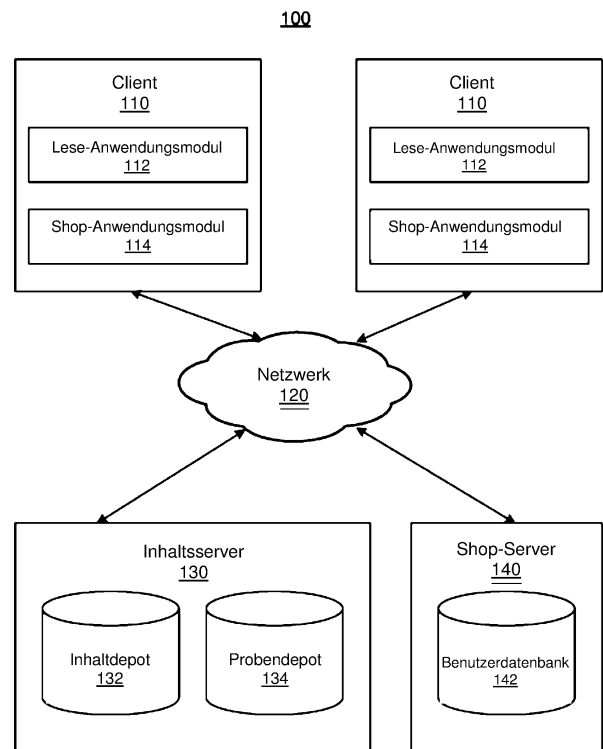 100
Client
110
Lese-Anwendungsmodul
112
Shop-Anwendungsmodul
114
Client
110
Lese-Anwendungsmodul
112
Shop-Anwendungsmodul
114
Netzwerk
120
Inhaltsserver
130
Inhaltdepot
132
Probendepot
134
Shop-Server
140
Benutzerdatenbank
142